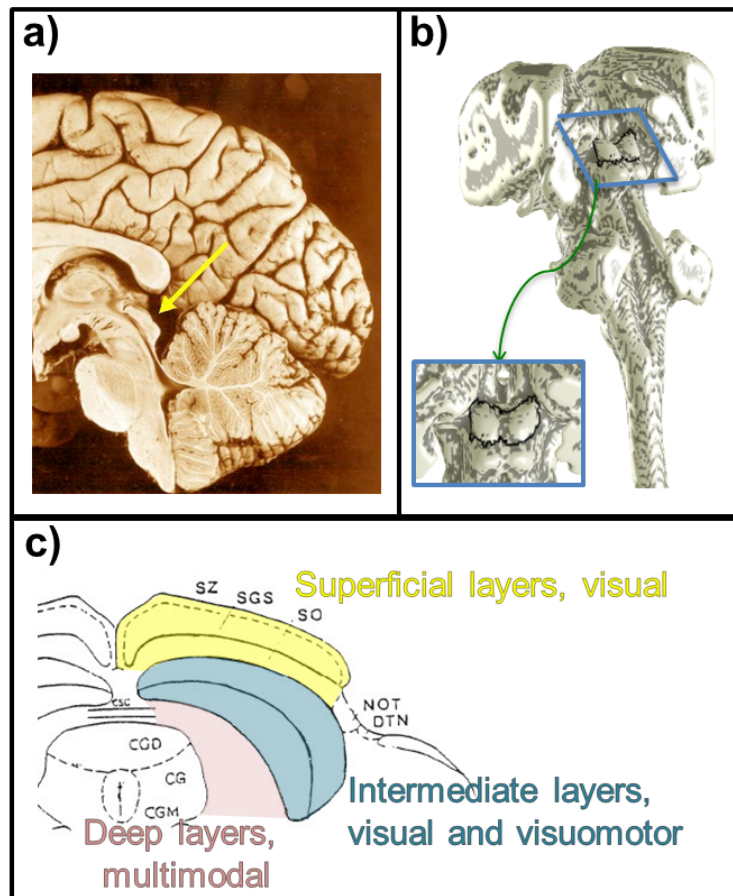 a)
b)
c)
SZ
SGS
SO
Superficial layers, visual
NOT
DTN
csc
CGD
CG
CGM
Intermediate layers,
visual and visuomotor
Deep layers,
multimodal